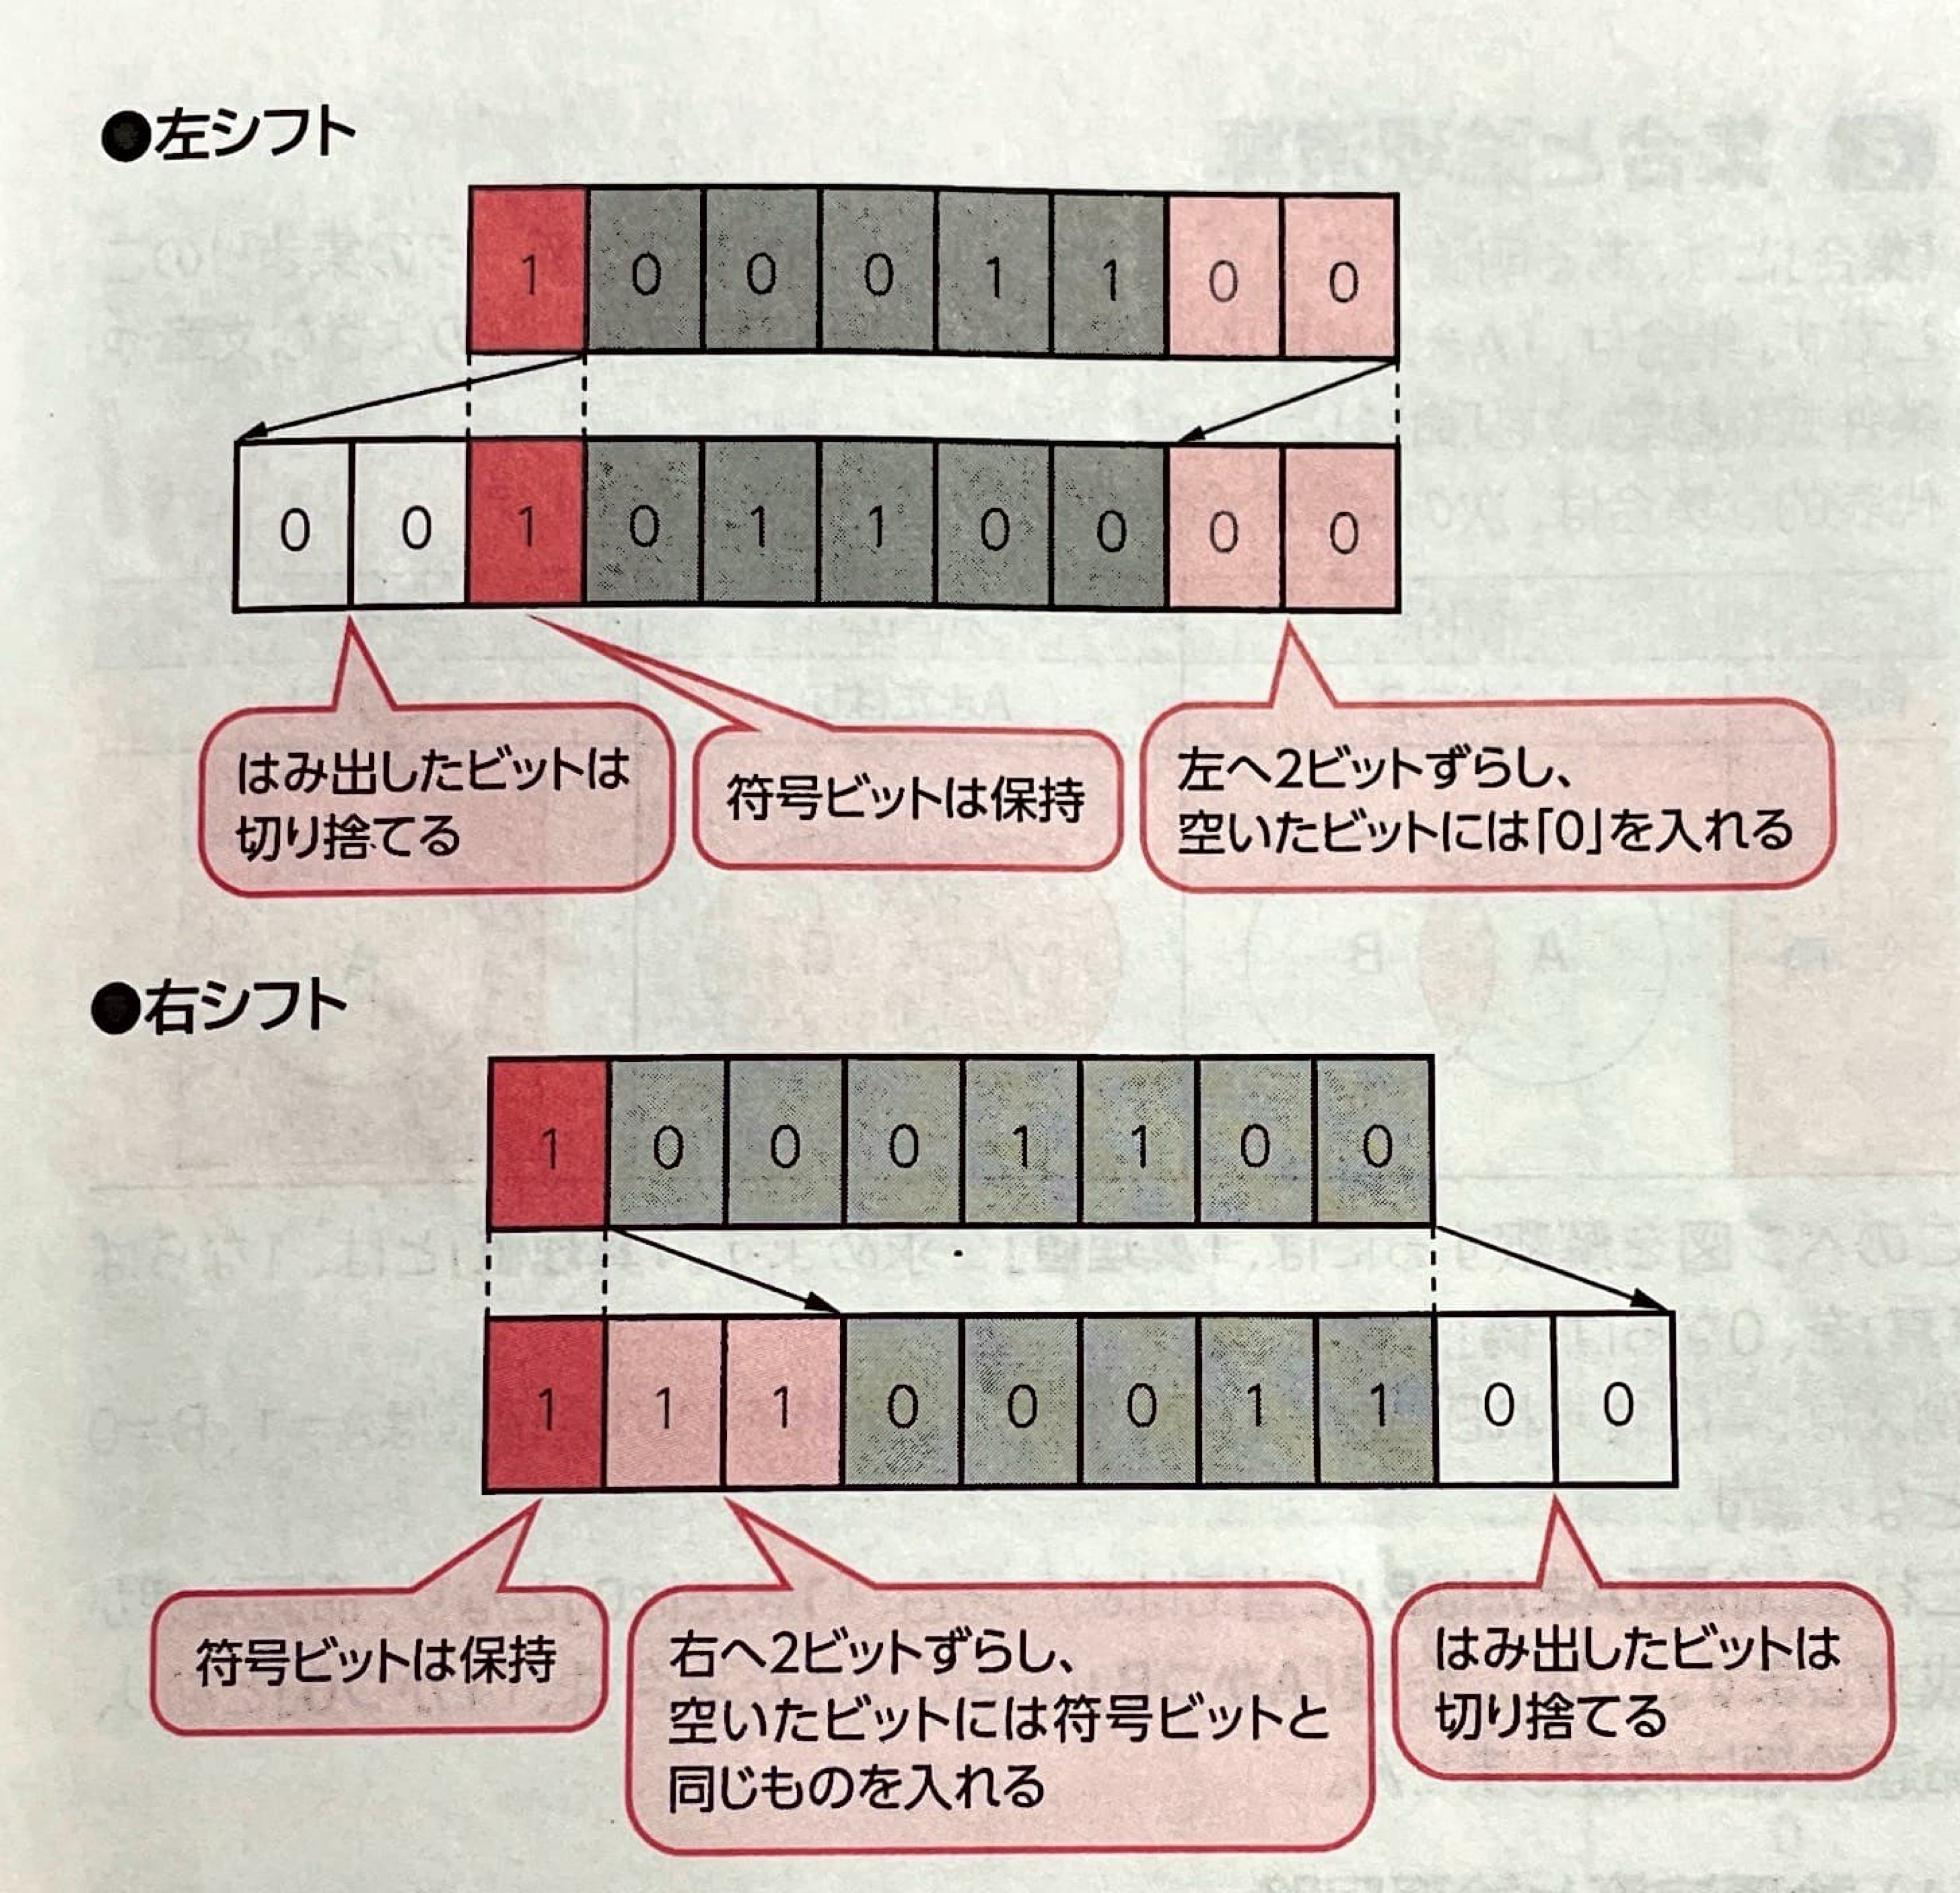 ●左シフト
1 0 0 0 1 1 0 0
0 0 1 0 1 1 0 0 0 0
はみ出したビットは
切り捨てる
符号ビットは保持
左へ2ビットずらし、
空いたビットには「0」を入れる
●右シフト
1 0 0 0 1 1 0 0
1 1 1 0 0 0 1 1 0 0
符号ビットは保持
右へ2ビットずらし、
空いたビットには符号ビットと
同じものを入れる
はみ出したビットは
切り捨てる